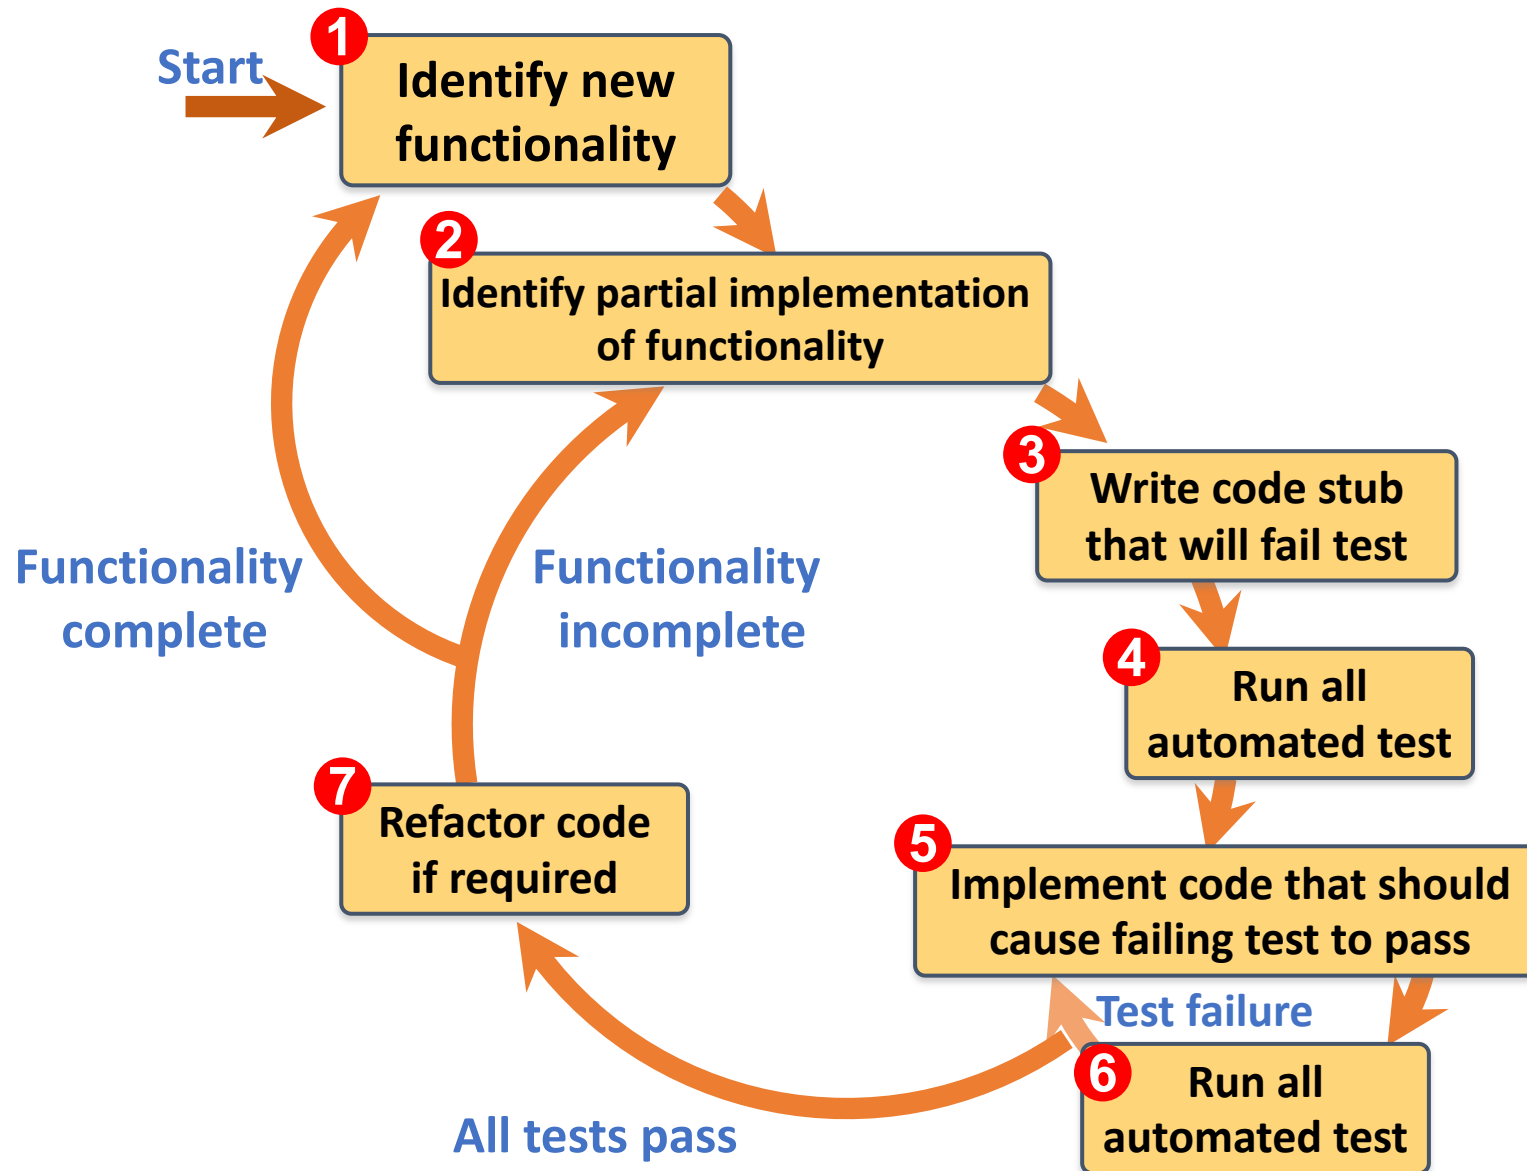 Start
1
Identify new
functionality
2
Identify partial implementation
of functionality
3
Write code stub
that will fail test
4
Run all
automated test
5
Implement code that should
cause failing test to pass
Test failure
6
Run all
automated test
All tests pass
7
Refactor code
if required
Functionality
incomplete
Functionality
complete